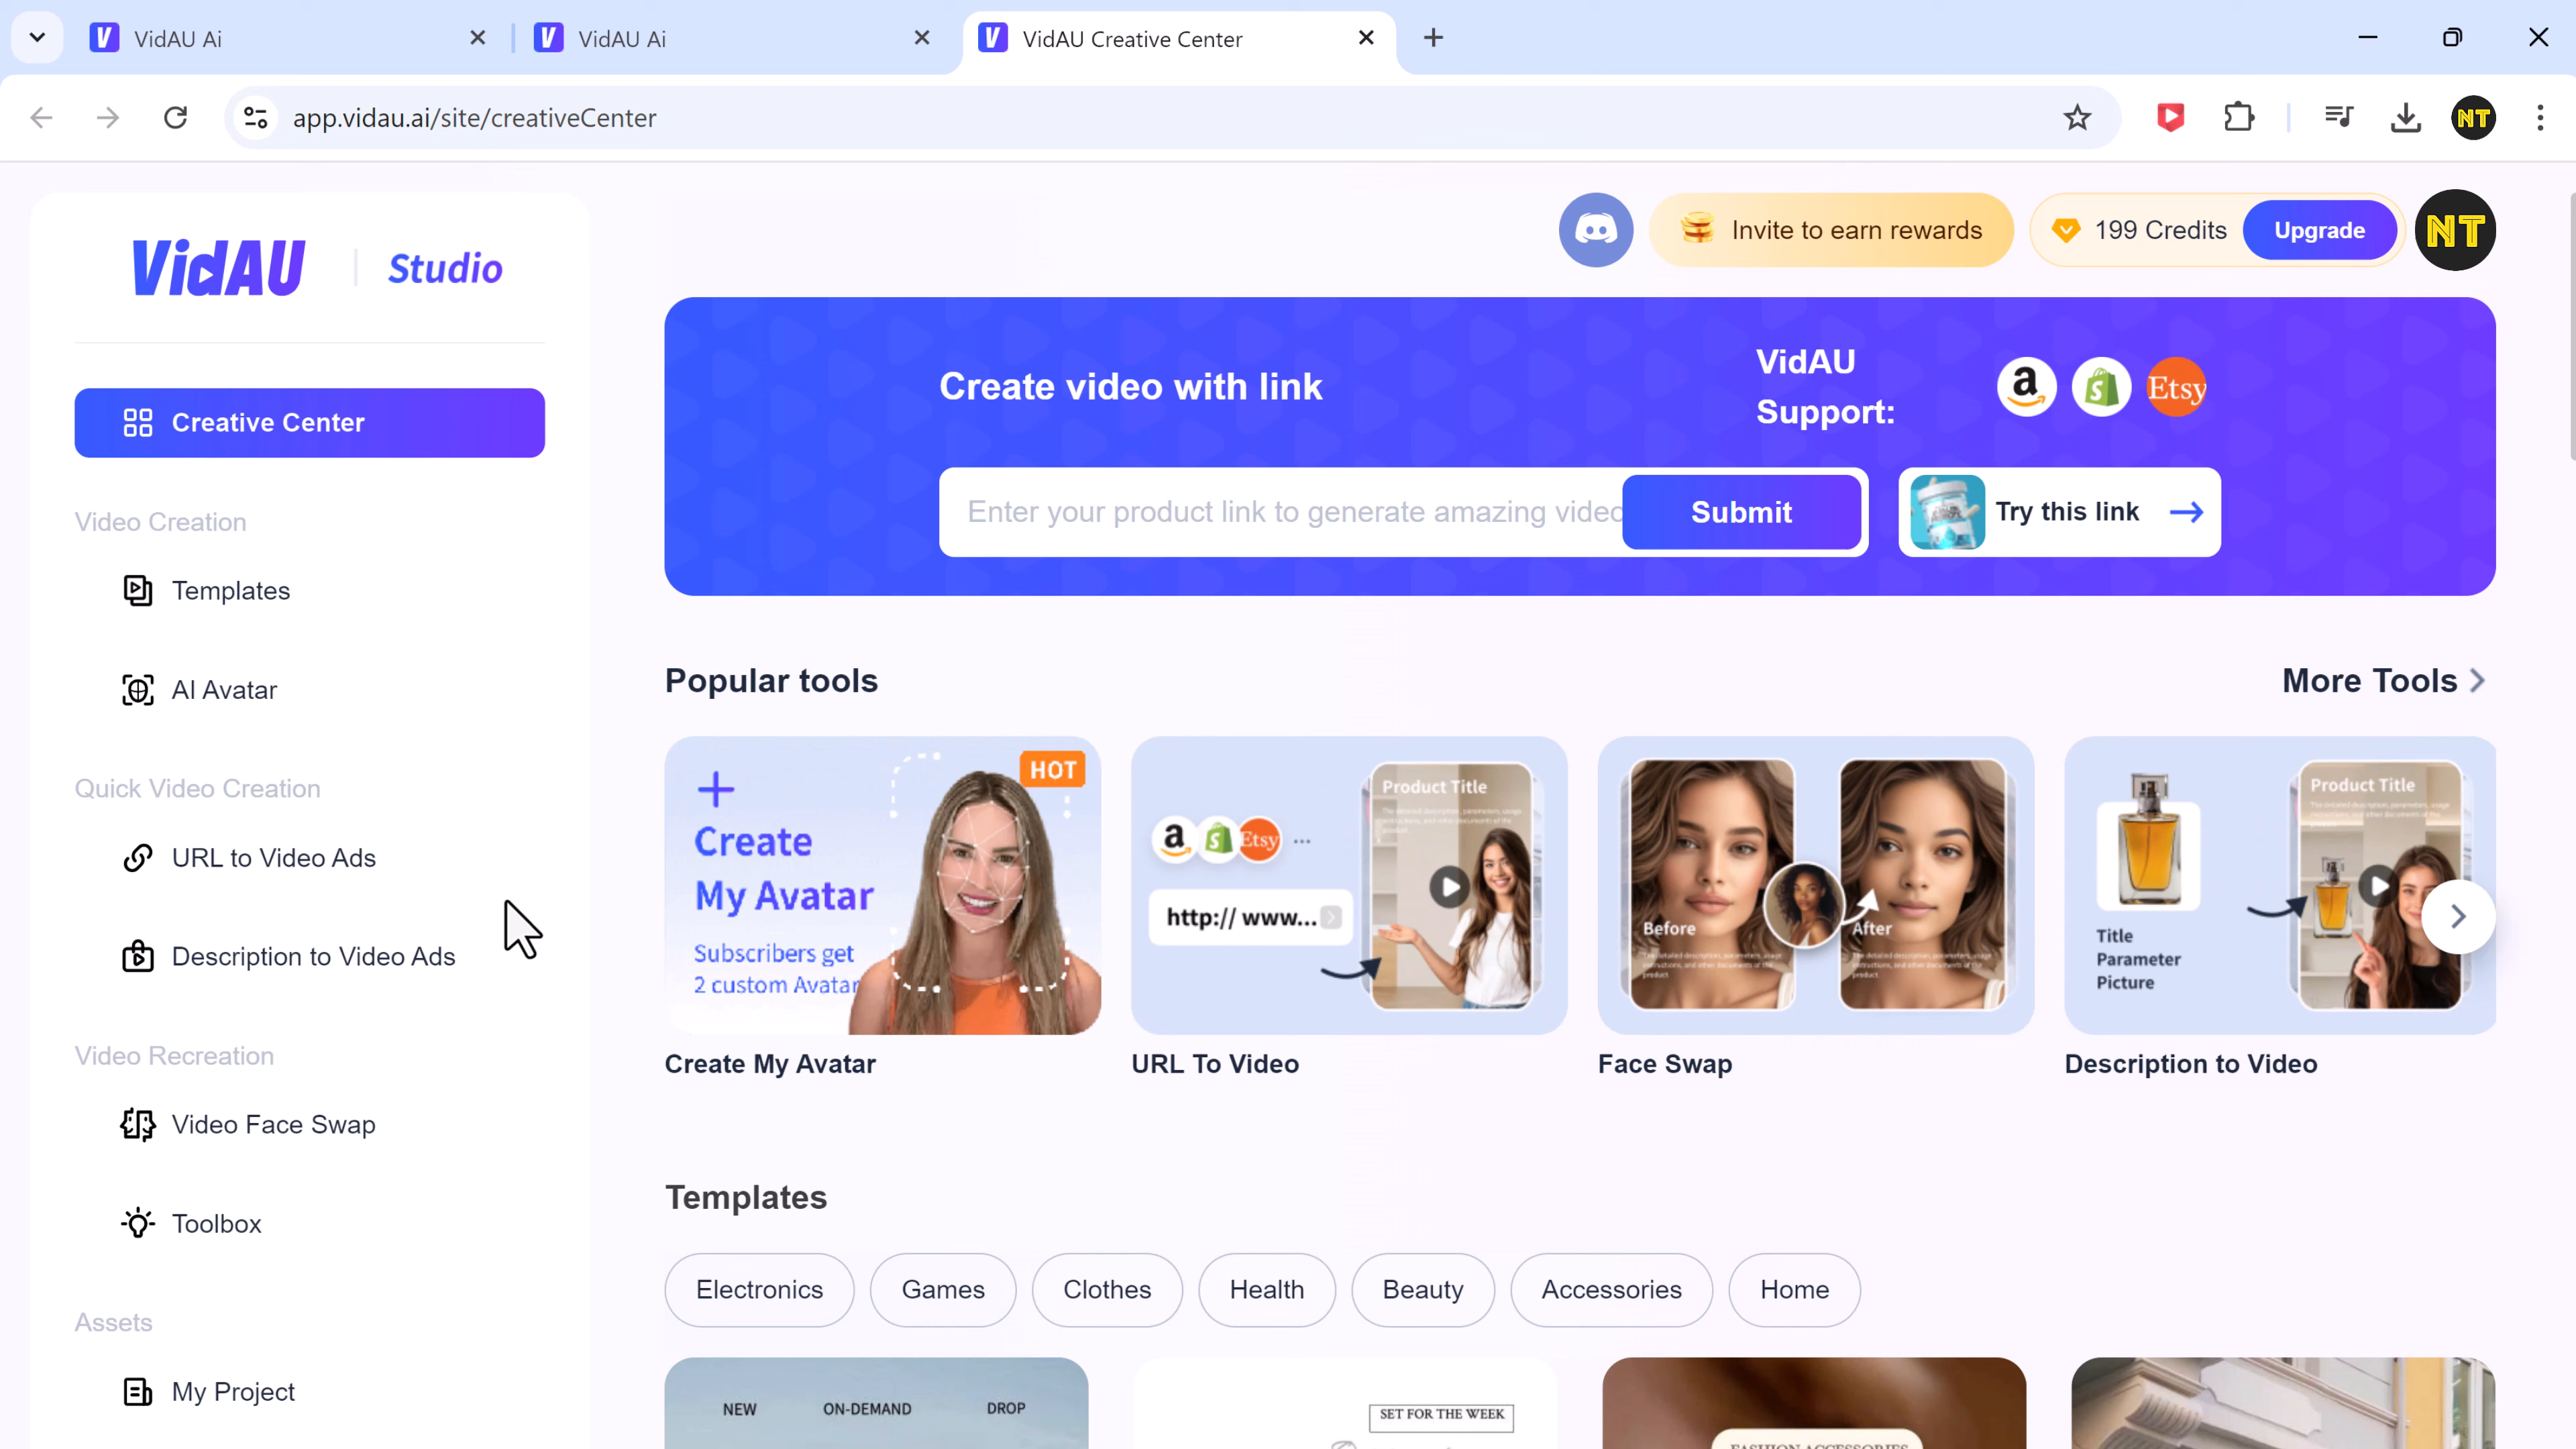 VidAU Ai
VidAU Ai
VidAU Creative Center
app.vidau.ai/site/creativeCenter
NT
VidAU
Studio
Invite to earn rewards
199 Credits
Upgrade
NT
Creative Center
Video Creation
Templates
AI Avatar
Quick Video Creation
URL to Video Ads
Description to Video Ads
Video Recreation
Video Face Swap
Toolbox
Assets
My Project
Create video with link
VidAU
Support:
a
Etsy
Enter your product link to generate amazing video
Submit
Try this link
Popular tools
More Tools
HOT
Create
My Avatar
Subscribers get
2 custom Avatar
Create My Avatar
a
Etsy
...
http:// www...
Product Title
URL To Video
Before
After
Face Swap
Title
Parameter
Picture
Product Title
Description to Video
Templates
Electronics
Games
Clothes
Health
Beauty
Accessories
Home
NEW
ON-DEMAND
DROP
SET FOR THE WEEK
FASHION ACCESSORIES